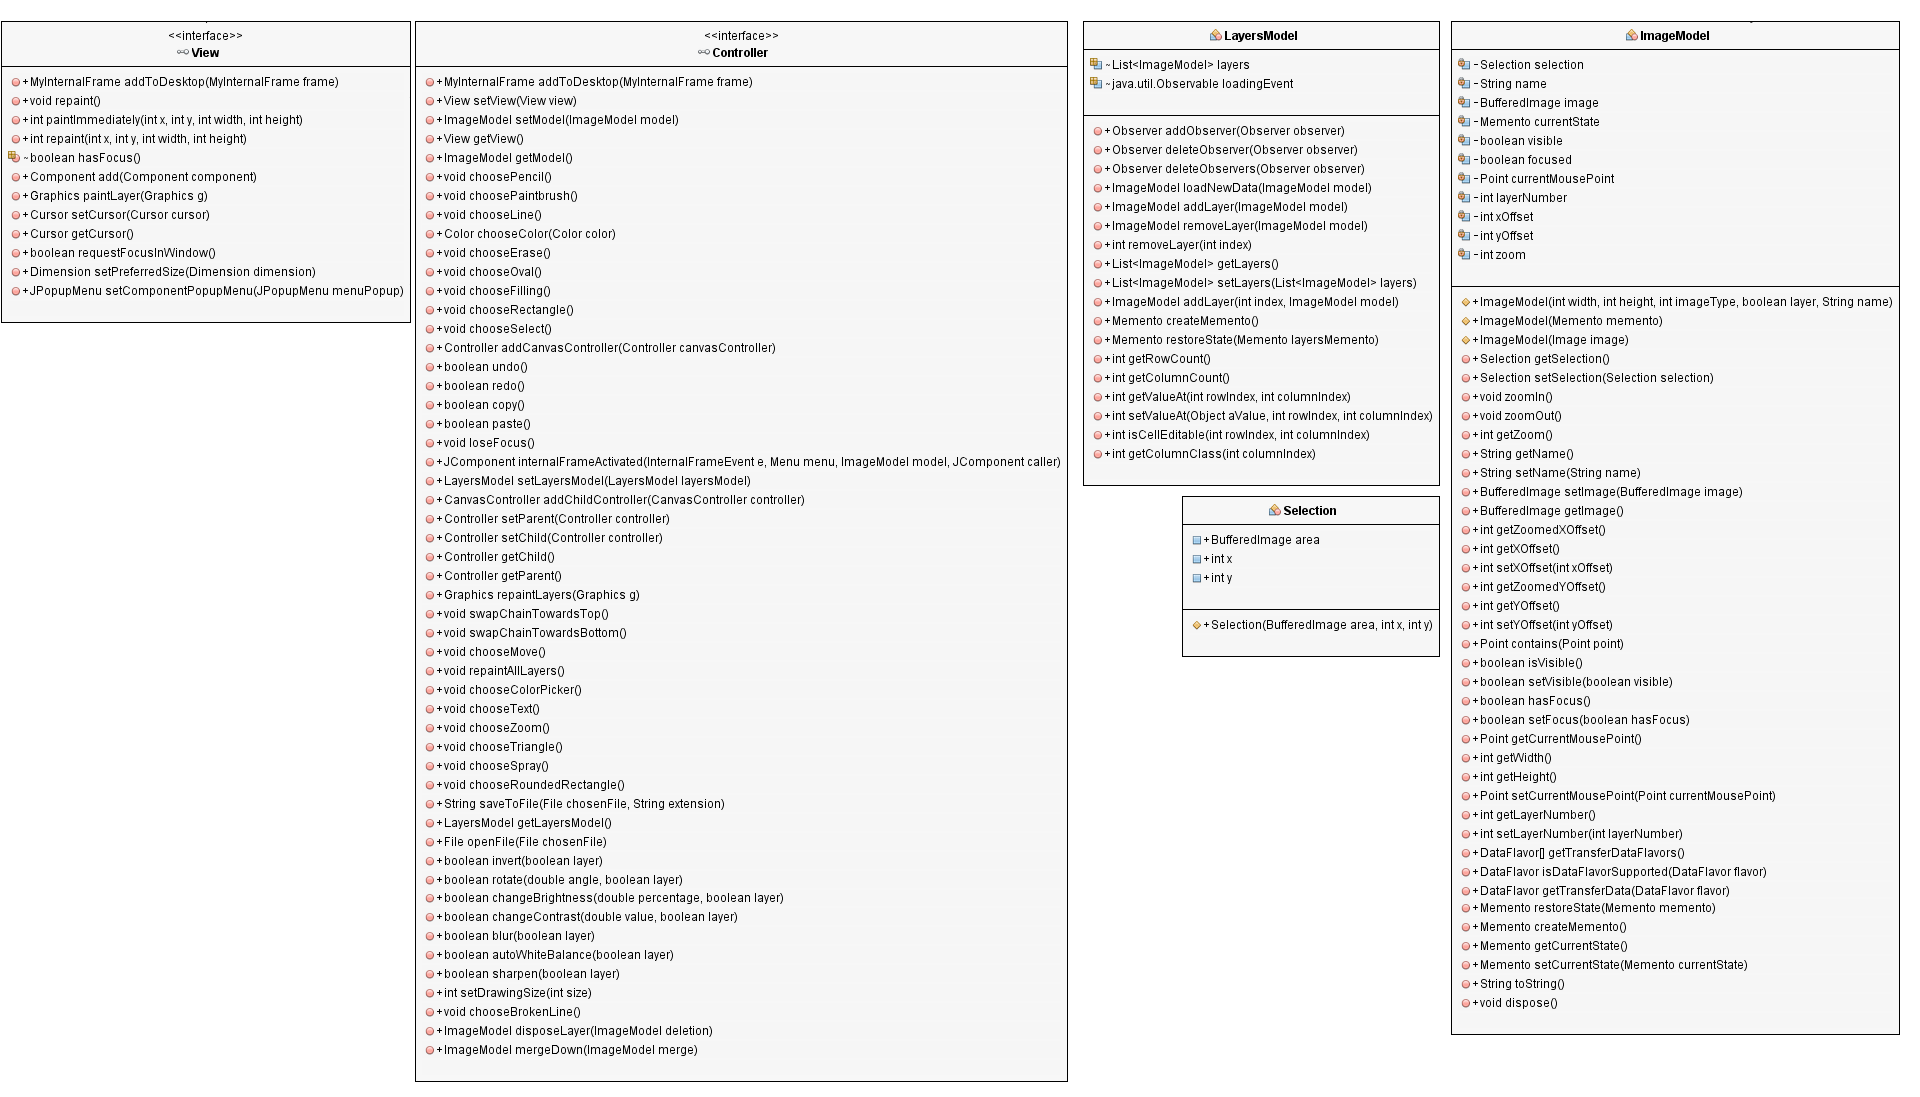 <<interface>>
View
+MyInternalFrame addToDesktop(MyInternalFrame frame)
+void repaint()
+int paintImmediately(int x, int y, int width, int height)
+int repaint(int x, int y, int width, int height)
~boolean hasFocus()
+Component add(Component component)
+Graphics paintLayer(Graphics g)
+Cursor setCursor(Cursor cursor)
+Cursor getCursor()
+boolean requestFocusInWindow()
+Dimension setPreferredSize(Dimension dimension)
+JPopupMenu setComponentPopupMenu(JPopupMenu menuPopup)
<<interface>>
Controller
+MyInternalFrame addToDesktop(MyInternalFrame frame)
+View setView(View view)
+ImageModel setModel(ImageModel model)
+View getView()
+ImageModel getModel()
+void choosePencil()
+void choosePaintbrush()
+void chooseLine()
+Color chooseColor(Color color)
+void chooseErase()
+void chooseOval()
+void chooseFilling()
+void chooseRectangle()
+void chooseSelect()
+Controller addCanvasController(Controller canvasController)
+boolean undo()
+boolean redo()
+boolean copy()
+boolean paste()
+void loseFocus()
+JComponent internalFrameActivated(InternalFrameEvent e, Menu menu, ImageModel model, JComponent caller)
+LayersModel setLayersModel(LayersModel layersModel)
+CanvasController addChildController(CanvasController controller)
+Controller setParent(Controller controller)
+Controller setChild(Controller controller)
+Controller getChild()
+Controller getParent()
+Graphics repaintLayers(Graphics g)
+void swapChainTowardsTop()
+void swapChainTowardsBottom()
+void chooseMove()
+void repaintAllLayers()
+void chooseColorPicker()
+void chooseText()
+void chooseZoom()
+void chooseTriangle()
+void chooseSpray()
+void chooseRoundedRectangle()
+String saveToFile(File chosenFile, String extension)
+LayersModel getLayersModel()
+File openFile(File chosenFile)
+boolean invert(boolean layer)
+boolean rotate(double angle, boolean layer)
+boolean changeBrightness(double percentage, boolean layer)
+boolean changeContrast(double value, boolean layer)
+boolean blur(boolean layer)
+boolean autoWhiteBalance(boolean layer)
+boolean sharpen(boolean layer)
+int setDrawingSize(int size)
+void chooseBrokenLine()
+ImageModel disposeLayer(ImageModel deletion)
+ImageModel mergeDown(ImageModel merge)
LayersModel
~List<ImageModel> layers
~java.util.Observable loadingEvent
+Observer addObserver(Observer observer)
+Observer deleteObserver(Observer observer)
+Observer deleteObservers(Observer observer)
+ImageModel loadNewData(ImageModel model)
+ImageModel addLayer(ImageModel model)
+ImageModel removeLayer(ImageModel model)
+int removeLayer(int index)
+List<ImageModel> getLayers()
+List<ImageModel> setLayers(List<ImageModel> layers)
+ImageModel addLayer(int index, ImageModel model)
+Memento createMemento()
+Memento restoreState(Memento layersMemento)
+int getRowCount()
+int getColumnCount()
+int getValueAt(int rowIndex, int columnIndex)
+int setValueAt(Object aValue, int rowIndex, int columnIndex)
+int isCellEditable(int rowIndex, int columnIndex)
+int getColumnClass(int columnIndex)
Selection
+BufferedImage area
+int x
+int y
+Selection(BufferedImage area, int x, int y)
ImageModel
-Selection selection
-String name
-BufferedImage image
-Memento currentState
-boolean visible
-boolean focused
-Point currentMousePoint
-int layerNumber
-int xOffset
-int yOffset
-int zoom
+ImageModel(int width, int height, int imageType, boolean layer, String name)
+ImageModel(Memento memento)
+ImageModel(Image image)
+Selection getSelection()
+Selection setSelection(Selection selection)
+void zoomIn()
+void zoomOut()
+int getZoom()
+String getName()
+String setName(String name)
+BufferedImage setImage(BufferedImage image)
+BufferedImage getImage()
+int getZoomedXOffset()
+int getXOffset()
+int setXOffset(int xOffset)
+int getZoomedYOffset()
+int getYOffset()
+int setYOffset(int yOffset)
+Point contains(Point point)
+boolean isVisible()
+boolean setVisible(boolean visible)
+boolean hasFocus()
+boolean setFocus(boolean hasFocus)
+Point getCurrentMousePoint()
+int getWidth()
+int getHeight()
+Point setCurrentMousePoint(Point currentMousePoint)
+int getLayerNumber()
+int setLayerNumber(int layerNumber)
+DataFlavor[] getTransferDataFlavors()
+DataFlavor isDataFlavorSupported(DataFlavor flavor)
+DataFlavor getTransferData(DataFlavor flavor)
+Memento restoreState(Memento memento)
+Memento createMemento()
+Memento getCurrentState()
+Memento setCurrentState(Memento currentState)
+String toString()
+void dispose()